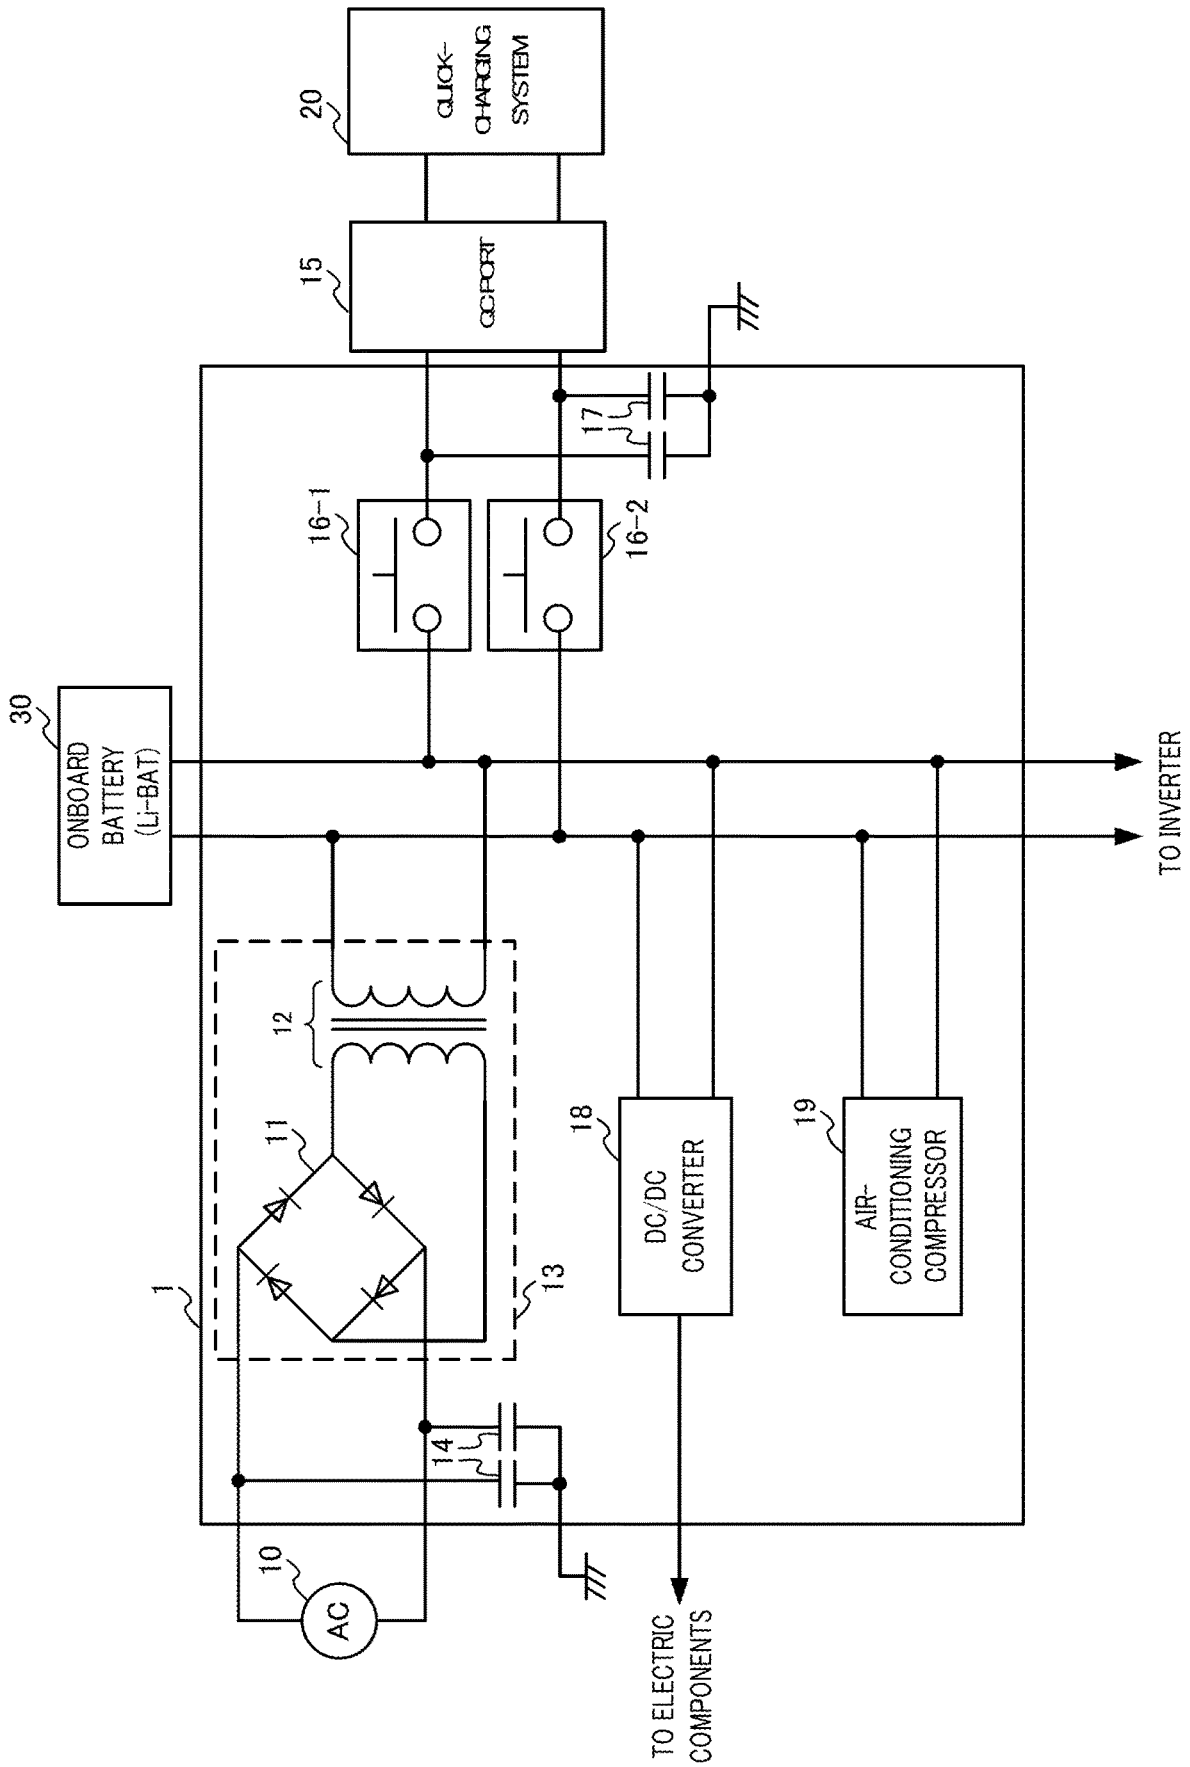 30
ONBOARD
BATTERY
(Li-BAT)
1
10
AC
11
12
13
14
16-1
16-2
17
15
QC PORT
20
QUICK-
CHARGING
SYSTEM
18
DC/DC
CONVERTER
19
AIR-
CONDITIONING
COMPRESSOR
TO ELECTRIC
COMPONENTS
TO INVERTER